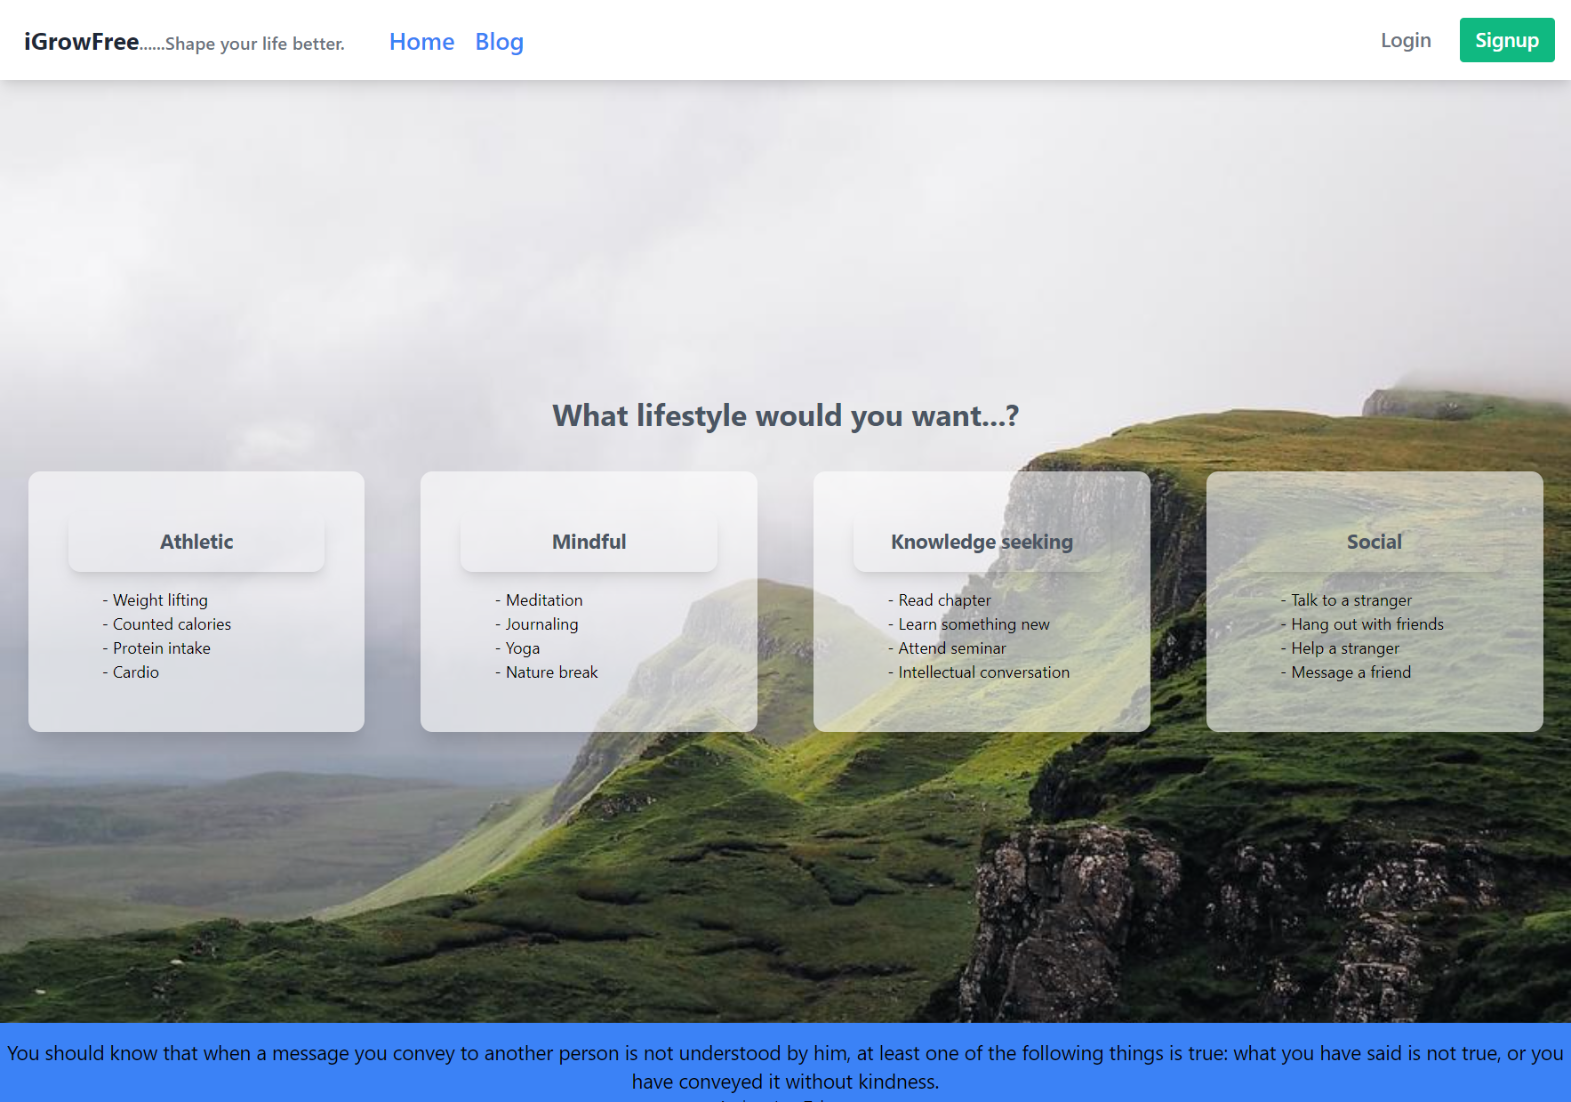 iGrowFree......Shape your life better.
Home
Blog
Login
Signup
What lifestyle would you want...?
Athletic
- Weight lifting
- Counted calories
- Protein intake
- Cardio
Mindful
- Meditation
- Journaling
- Yoga
- Nature break
Knowledge seeking
- Read chapter
- Learn something new
- Attend seminar
- Intellectual conversation
Social
- Talk to a stranger
- Hang out with friends
- Help a stranger
- Message a friend
You should know that when a message you convey to another person is not understood by him, at least one of the following things is true: what you have said is not true, or you
have conveyed it without kindness.